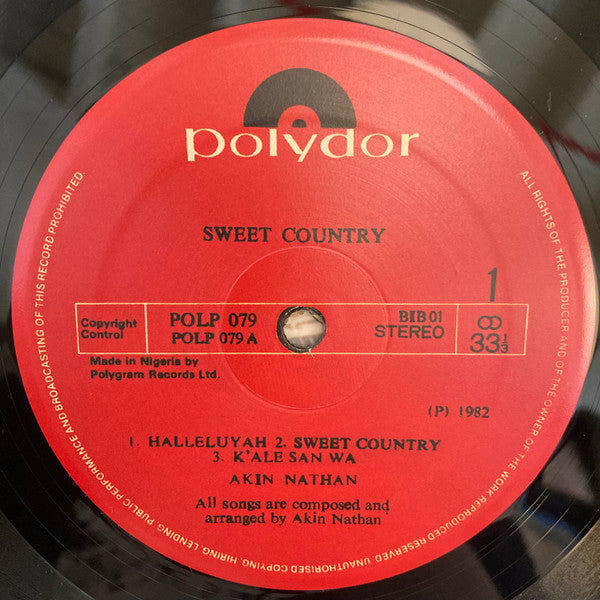 polydor
SWEET COUNTRY
1
Copyright
Control
POLP 079
POLP 079 A
BIB 01
STEREO
∞
33 1/3
Made in Nigeria by
Polygram Records Ltd.
(P) 1982
1. HALLELUYAH 2. SWEET COUNTRY
3. K'ALE SAN WA
AKIN NATHAN
All songs are composed and
arranged by Akin Nathan
ALL RIGHTS OF THE PRODUCER AND OF THE OWNER OF THE WORK REPRODUCED RESERVED. UNAUTHORISED COPYING, HIRING, LENDING, PUBLIC PERFORMANCE AND BROADCASTING OF THIS RECORD PROHIBITED.